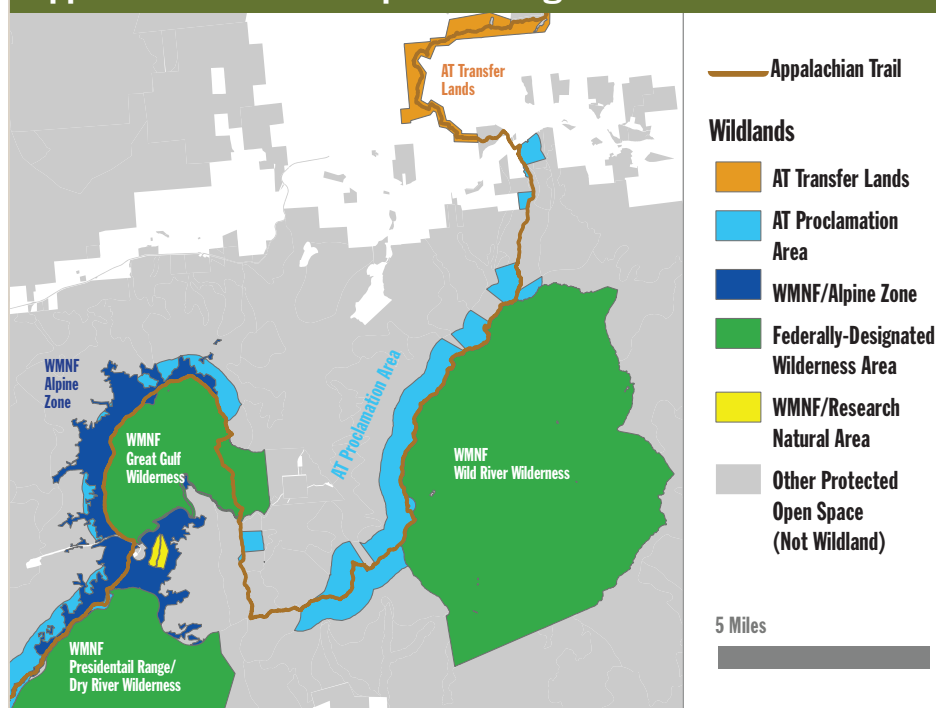 AT Transfer
Lands
WMNF
Alpine
Zone
AT Proclamation Area
WMNF
Great Gulf
Wilderness
WMNF
Wild River Wilderness
WMNF
Presidentail Range/
Dry River Wilderness
Appalachian Trail
Wildlands
AT Transfer Lands
AT Proclamation
Area
WMNF/Alpine Zone
Federally-Designated
Wilderness Area
WMNF/Research
Natural Area
Other Protected
Open Space
(Not Wildland)
5 Miles